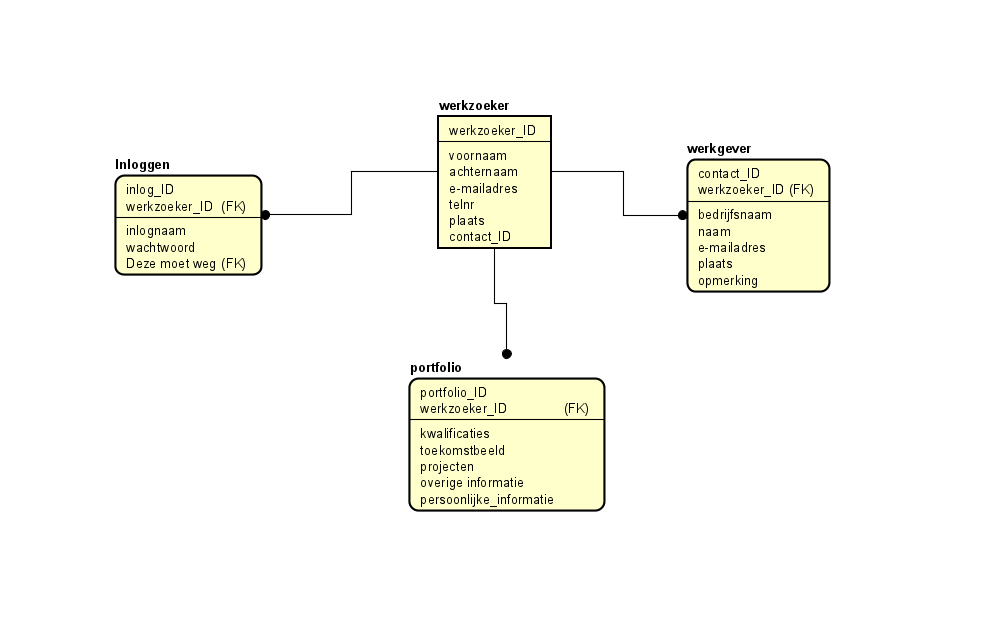 werkzoeker
werkzoeker_ID
voornaam
achternaam
e-mailadres
telnr
plaats
contact_ID
Inloggen
inlog_ID
werkzoeker_ID (FK)
inlognaam
wachtwoord
Deze moet weg (FK)
werkgever
contact_ID
werkzoeker_ID (FK)
bedrijfsnaam
naam
e-mailadres
plaats
opmerking
portfolio
portfolio_ID
werkzoeker_ID (FK)
kwalificaties
toekomstbeeld
projecten
overige informatie
persoonlijke_informatie